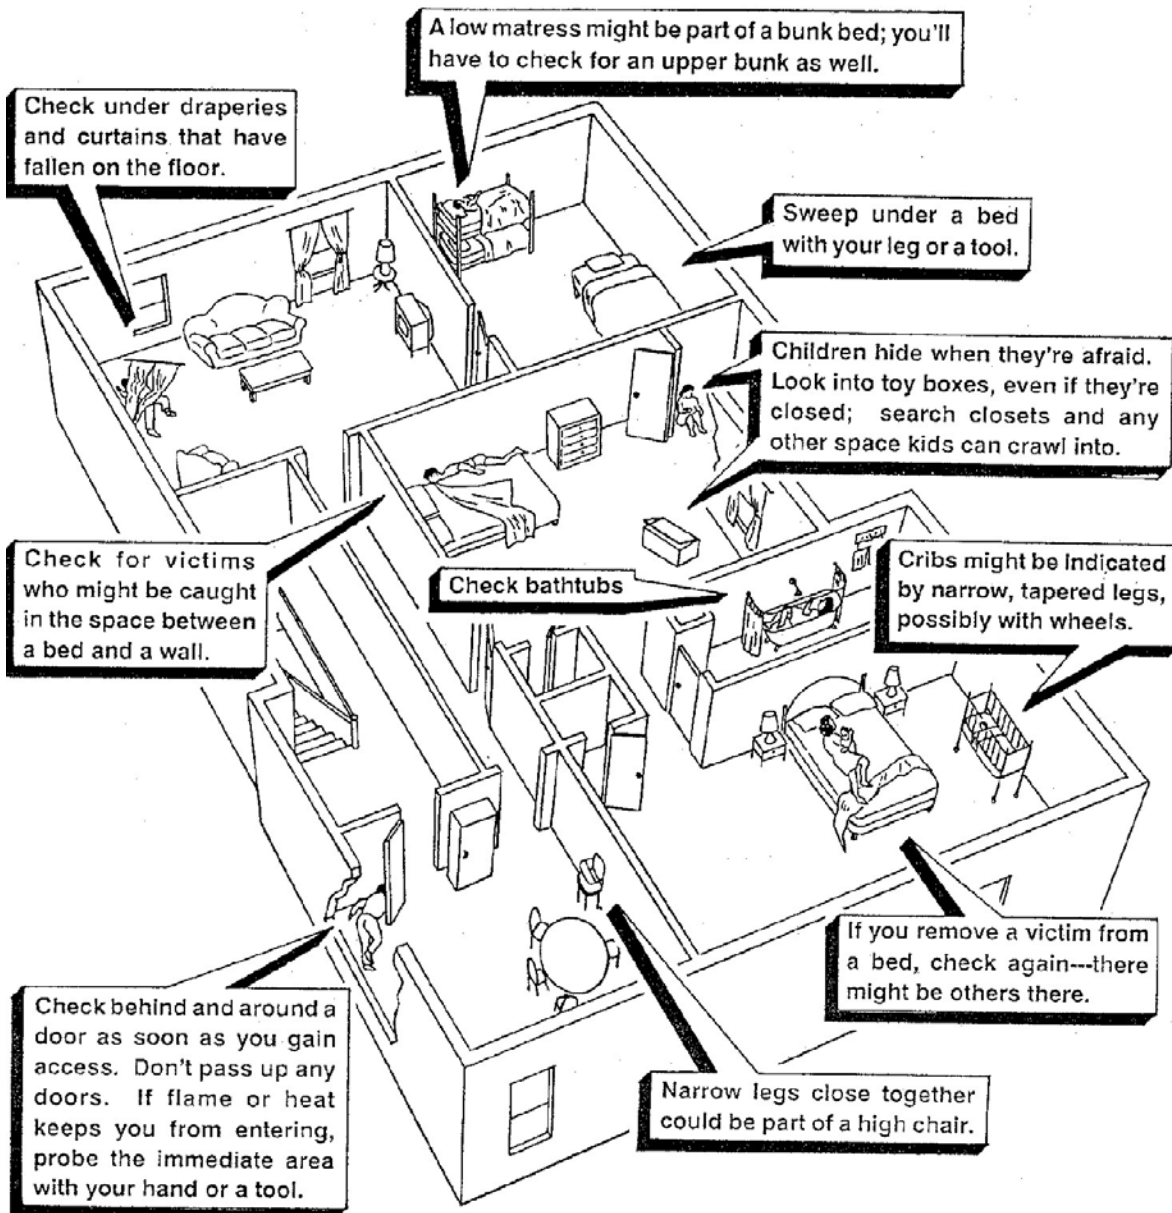 A low matress might be part of a bunk bed; you'll
have to check for an upper bunk as well.
Check under draperies
and curtains that have
fallen on the floor.
Sweep under a bed
with your leg or a tool.
Children hide when they're afraid.
Look into toy boxes, even if they're
closed; search closets and any
other space kids can crawl into.
Check for victims
who might be caught
in the space between
a bed and a wall.
Check bathtubs
Cribs might be indicated
by narrow, tapered legs,
possibly with wheels.
If you remove a victim from
a bed, check again---there
might be others there.
Check behind and around a
door as soon as you gain
access. Don't pass up any
doors. If flame or heat
keeps you from entering,
probe the immediate area
with your hand or a tool.
Narrow legs close together
could be part of a high chair.